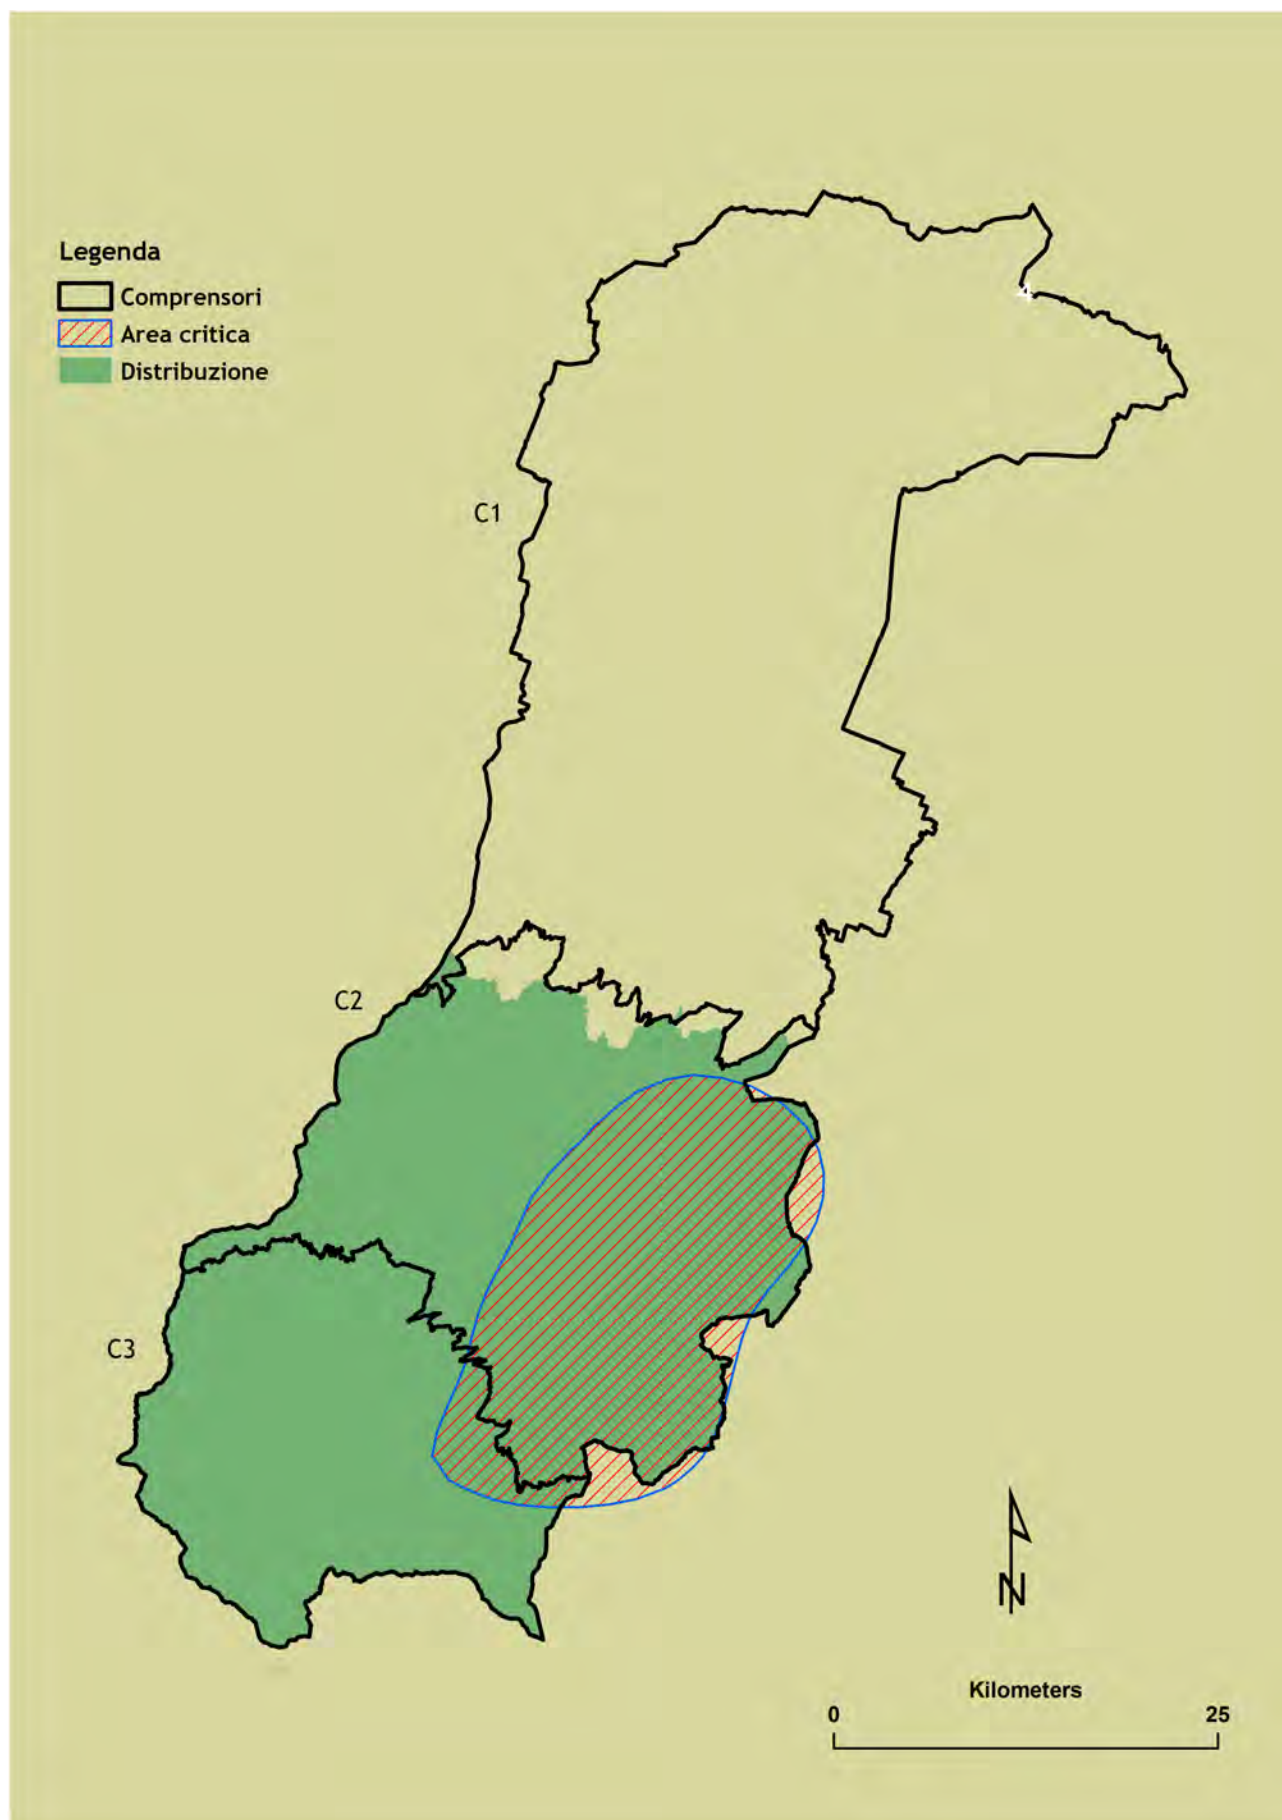 Legenda
Comprensori
Area critica
Distribuzione
C1
C2
C3
N
Kilometers
0 25